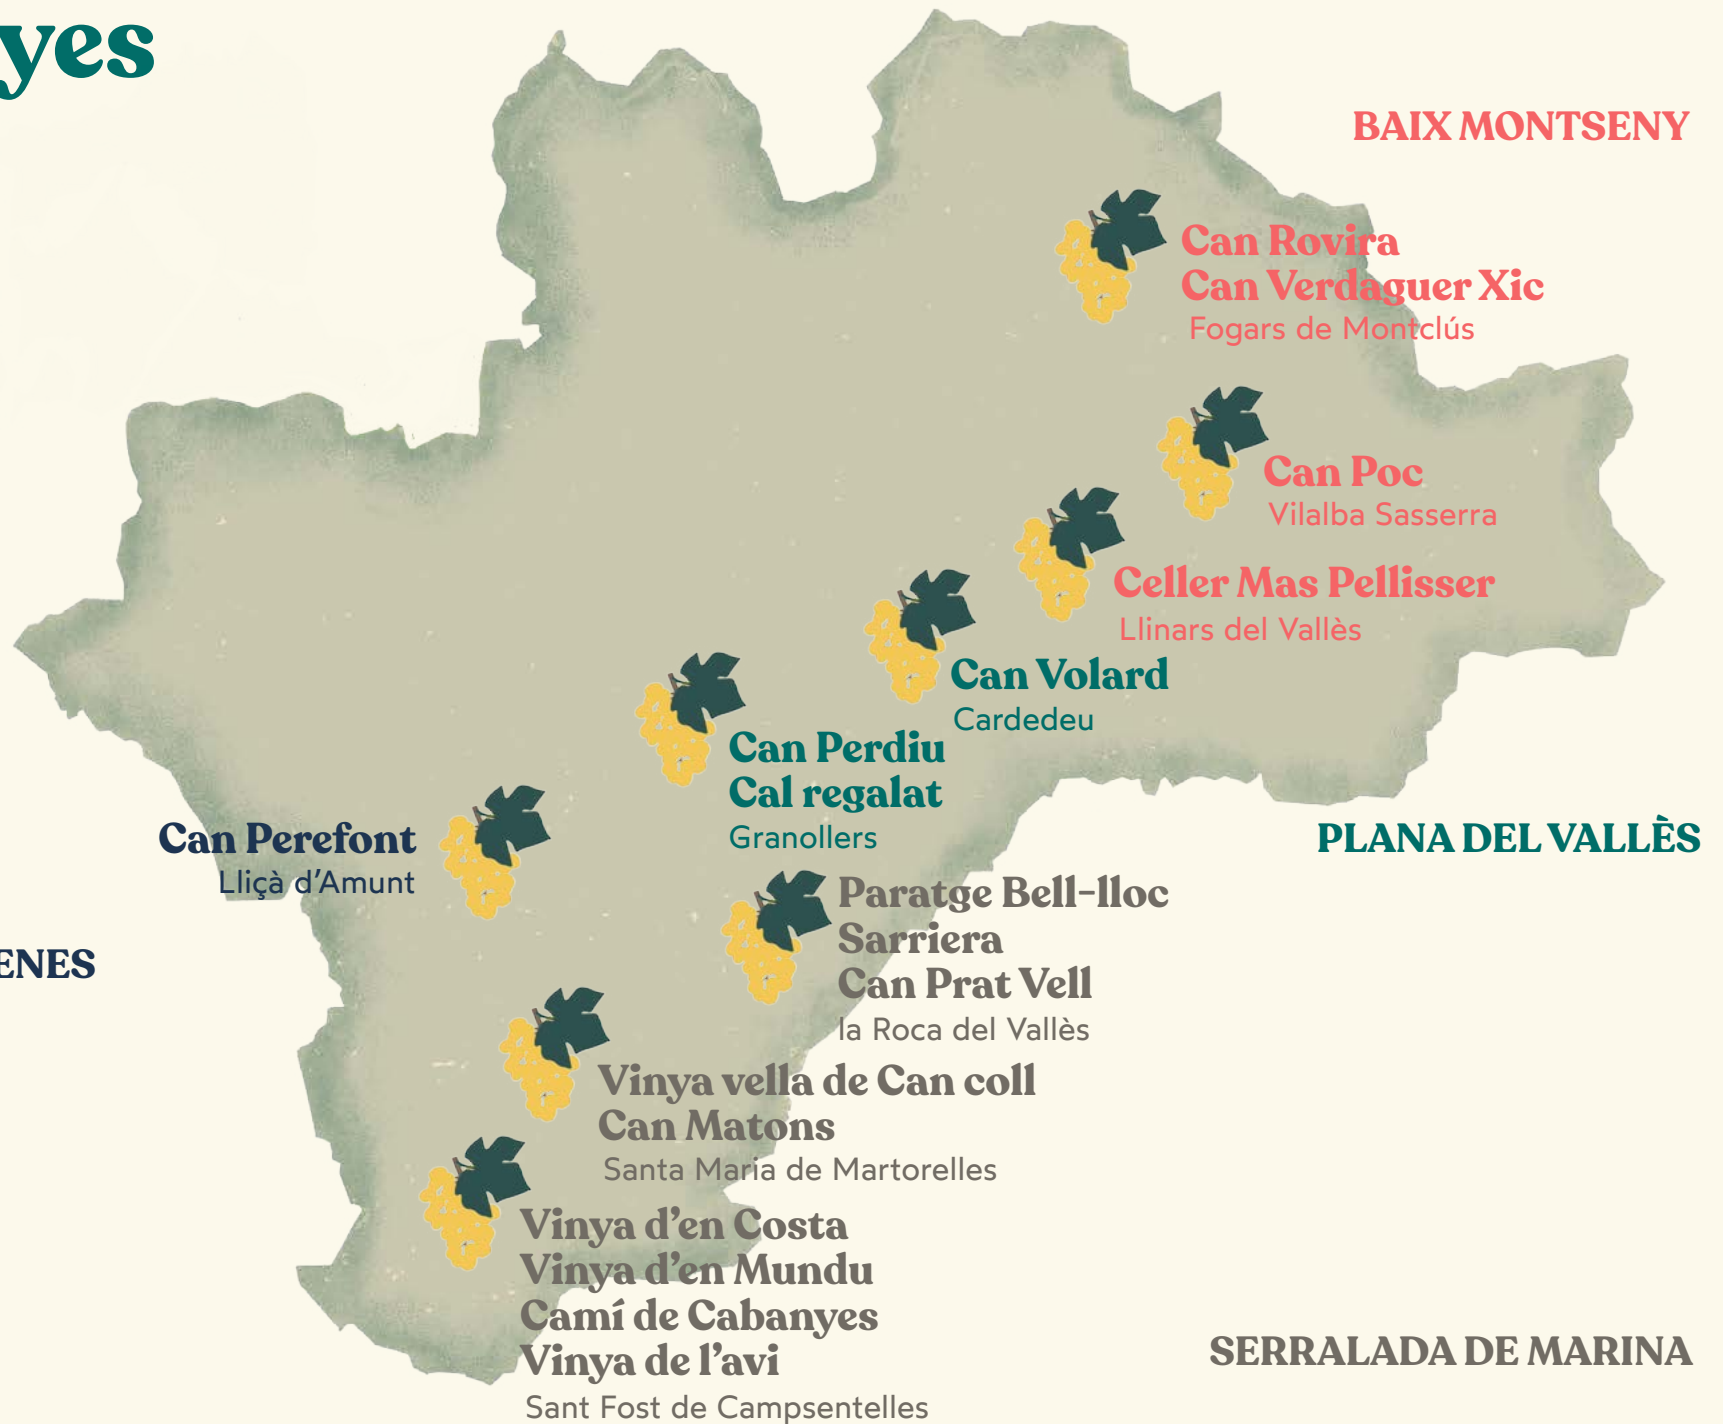 yes
BAIX MONTSENY
Can Rovira
Can Verdaguer Xic
Fogars de Montclús
Can Poc
Vilalba Sasserra
Celler Mas Pellisser
Llinars del Vallès
Can Volard
Cardedeu
Can Perdiu
Cal regalat
Granollers
Can Perefont
Lliçà d’Amunt
PLANA DEL VALLÈS
Paratge Bell-lloc
Sarriera
Can Prat Vell
la Roca del Vallès
ENES
Vinya vella de Can coll
Can Matons
Santa Maria de Martorelles
Vinya d’en Costa
Vinya d’en Mundu
Camí de Cabanyes
Vinya de l’avi
Sant Fost de Campsentelles
SERRALADA DE MARINA